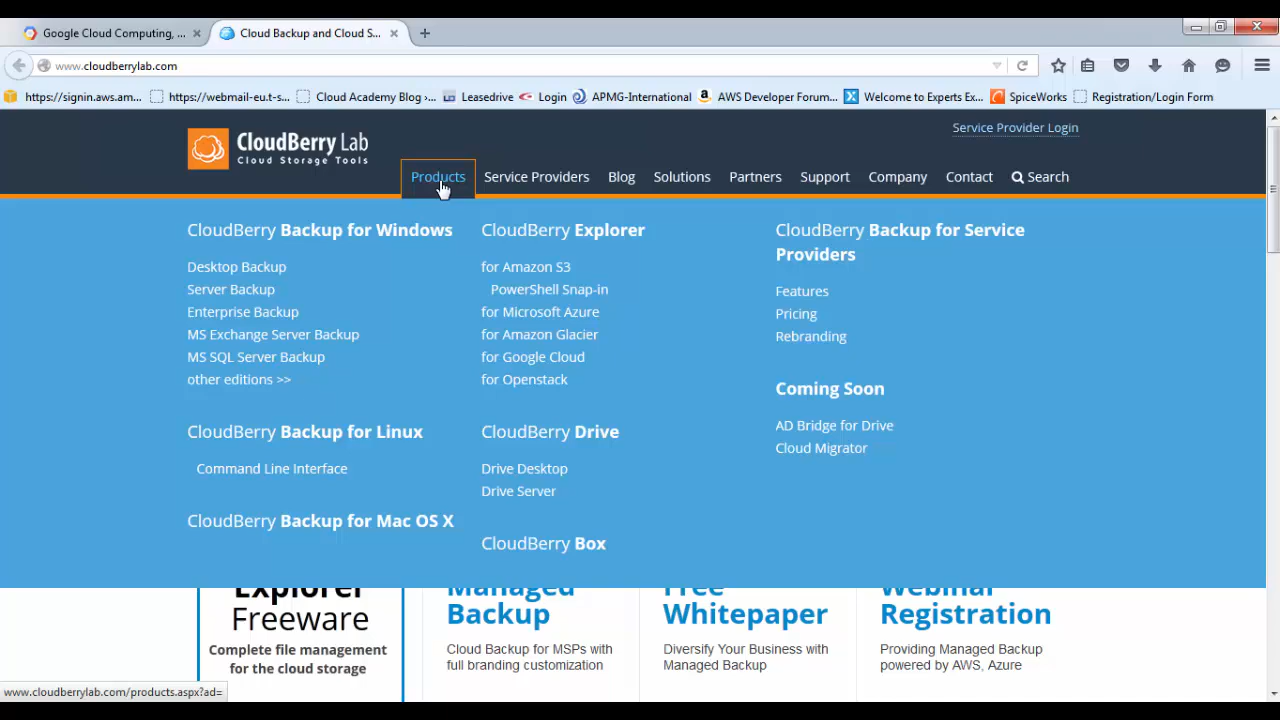 Google Cloud Computing, ...
Cloud Backup and Cloud S...
www.cloudberrylab.com
https://signin.aws.am...
https://webmail-eu.t-s...
Cloud Academy Blog ›...
Leasedrive
Login
APMG-International
AWS Developer Forum...
Welcome to Experts Ex...
SpiceWorks
Registration/Login Form
CloudBerry Lab
Cloud Storage Tools
Service Provider Login
Products
Service Providers
Blog
Solutions
Partners
Support
Company
Contact
Search
CloudBerry Backup for Windows
Desktop Backup
Server Backup
Enterprise Backup
MS Exchange Server Backup
MS SQL Server Backup
other editions >>
CloudBerry Backup for Linux
Command Line Interface
CloudBerry Backup for Mac OS X
CloudBerry Explorer
for Amazon S3
PowerShell Snap-in
for Microsoft Azure
for Amazon Glacier
for Google Cloud
for Openstack
CloudBerry Drive
Drive Desktop
Drive Server
CloudBerry Box
CloudBerry Backup for Service
Providers
Features
Pricing
Rebranding
Coming Soon
AD Bridge for Drive
Cloud Migrator
Explorer
Freeware
Complete file management
for the cloud storage
Managed
Backup
Cloud Backup for MSPs with
full branding customization
Free
Whitepaper
Diversify Your Business with
Managed Backup
Webinar
Registration
Providing Managed Backup
powered by AWS, Azure
www.cloudberrylab.com/products.aspx?ad=